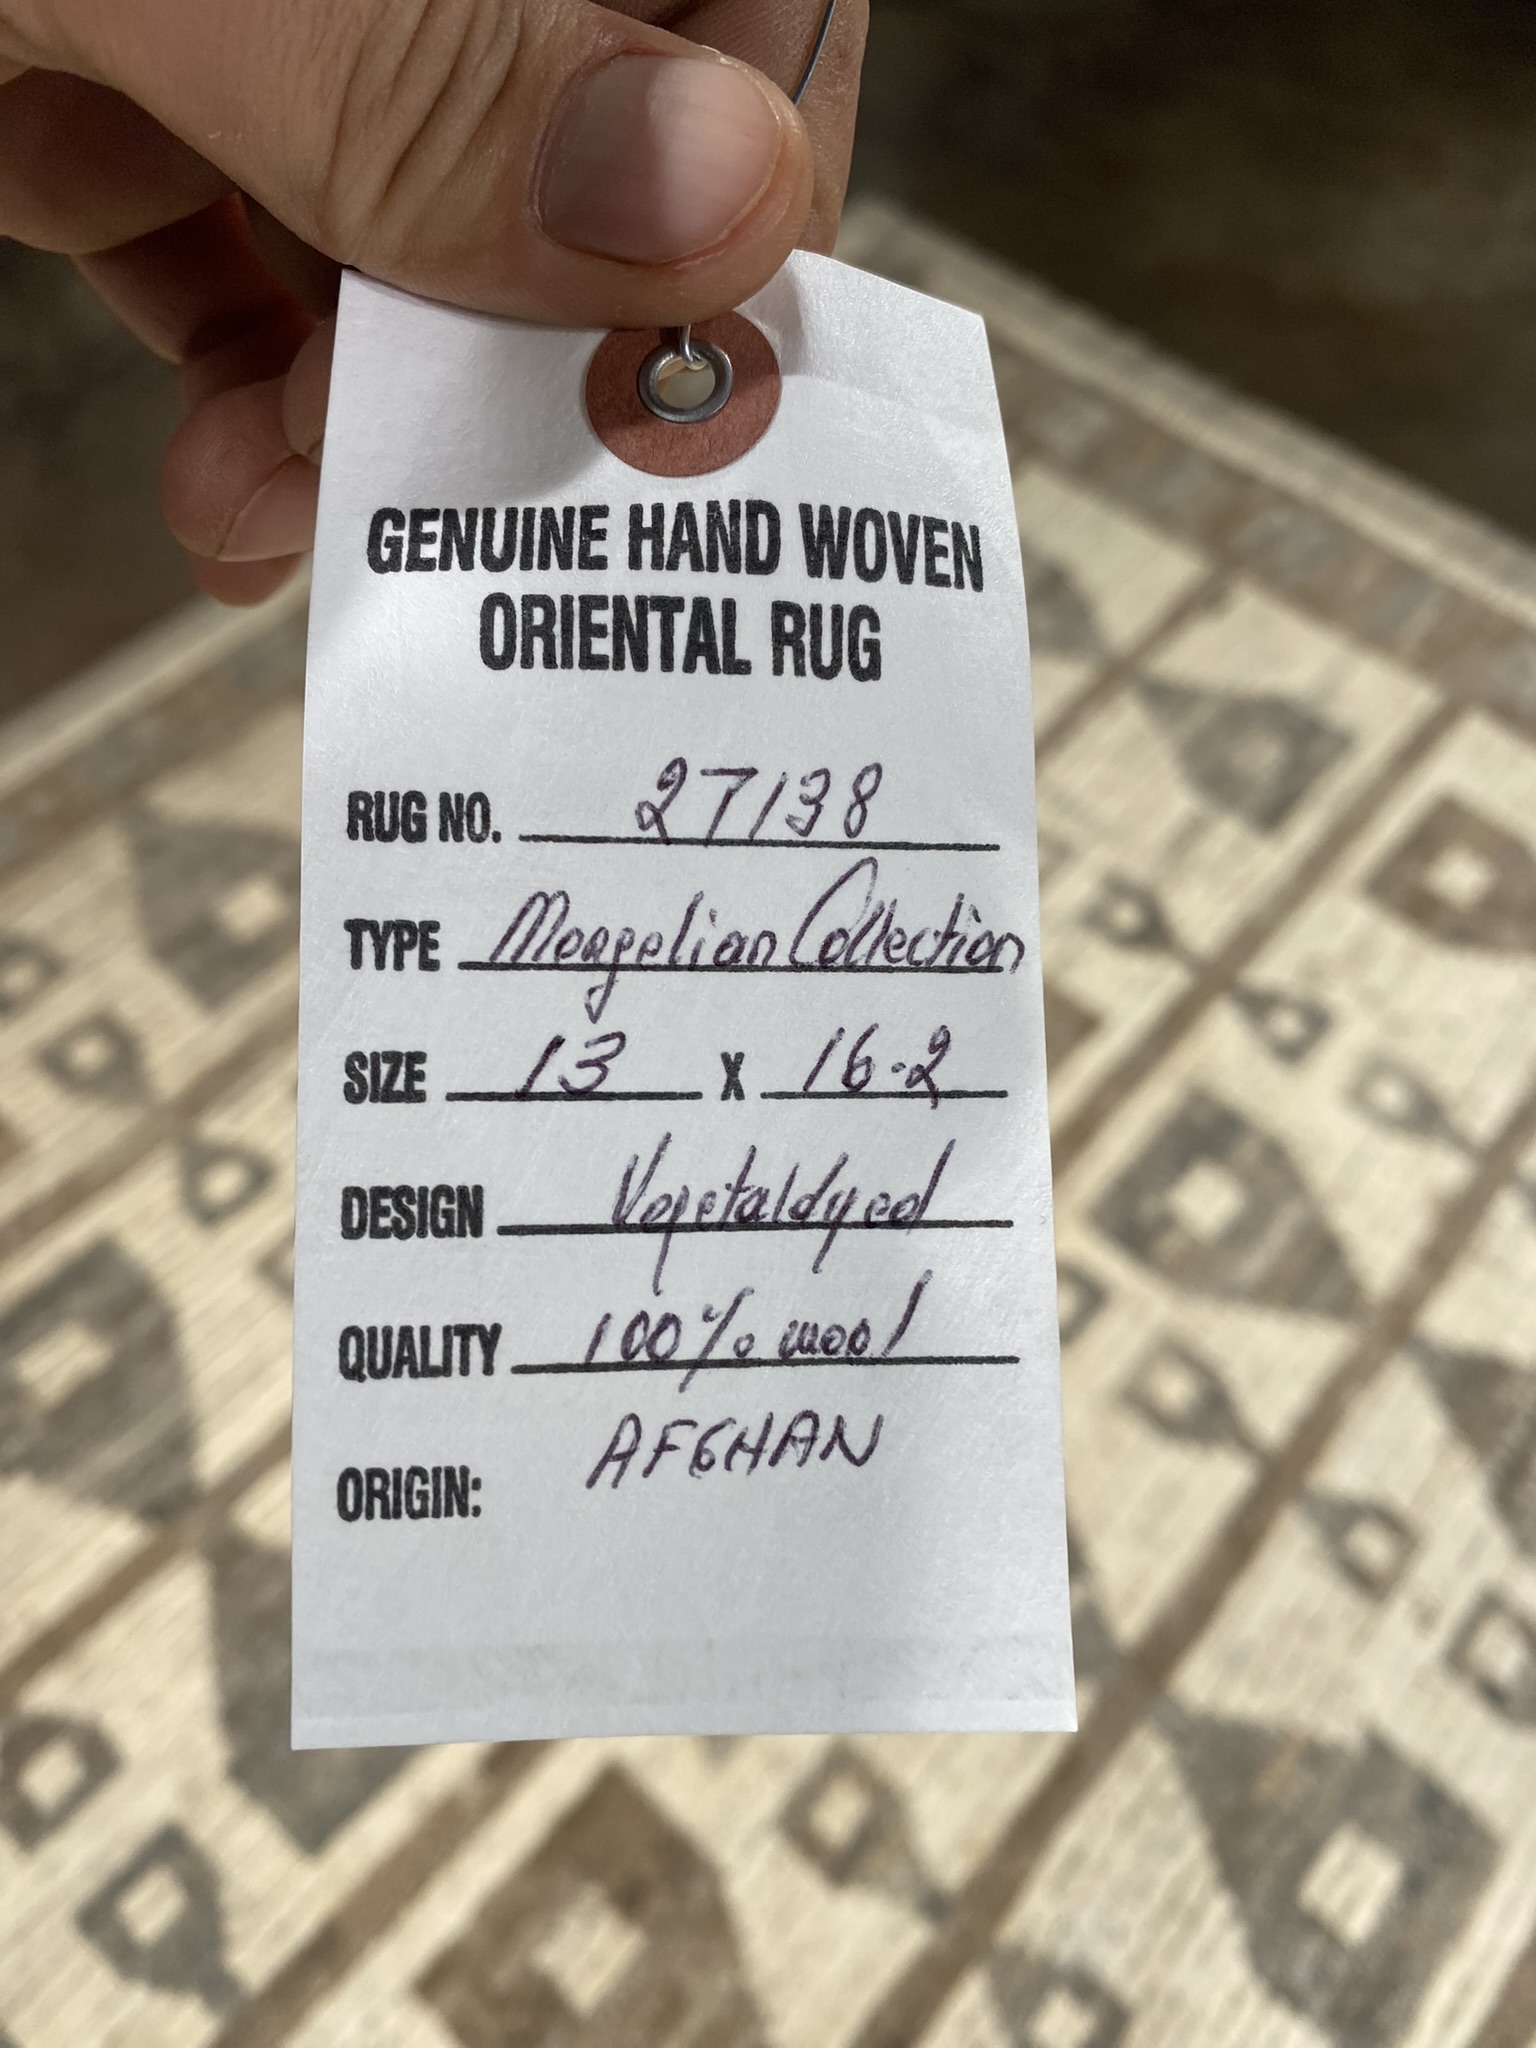 GENUINE HAND WOVEN
ORIENTAL RUG
RUG NO. 27138
TYPE Morgelian Collection
SIZE 13 X 16-2
DESIGN Vegetaldyed
QUALITY 100% wool
ORIGIN: AFGHAN